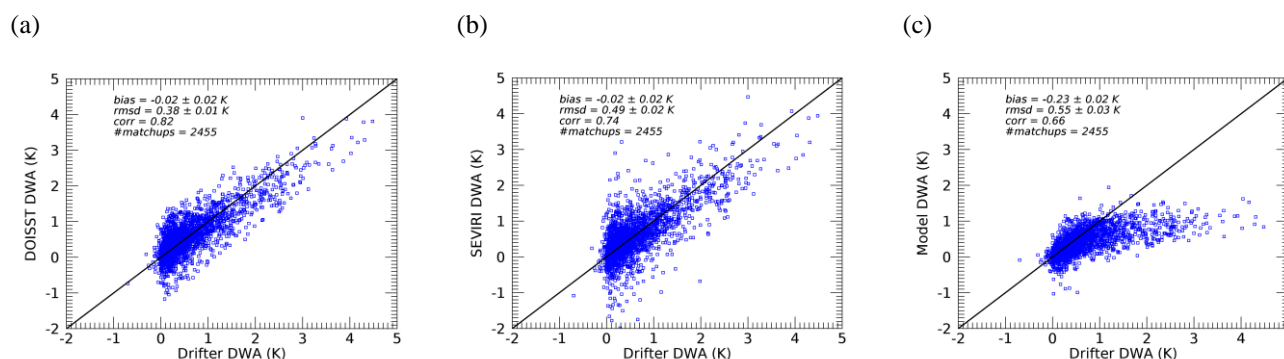 (a)
(b)
(c)
5
4
3
2
1
0
-1
-2
DOISST DWA (K)
bias = -0.02 ± 0.02 K
rmsd = 0.38 ± 0.01 K
corr = 0.82
#matchups = 2455
-2 -1 0 1 2 3 4 5
Drifter DWA (K)
5
4
3
2
1
0
-1
-2
SEVIRI DWA (K)
bias = -0.02 ± 0.02 K
rmsd = 0.49 ± 0.02 K
corr = 0.74
#matchups = 2455
-2 -1 0 1 2 3 4 5
Drifter DWA (K)
5
4
3
2
1
0
-1
-2
Model DWA (K)
bias = -0.23 ± 0.02 K
rmsd = 0.55 ± 0.03 K
corr = 0.66
#matchups = 2455
-2 -1 0 1 2 3 4 5
Drifter DWA (K)